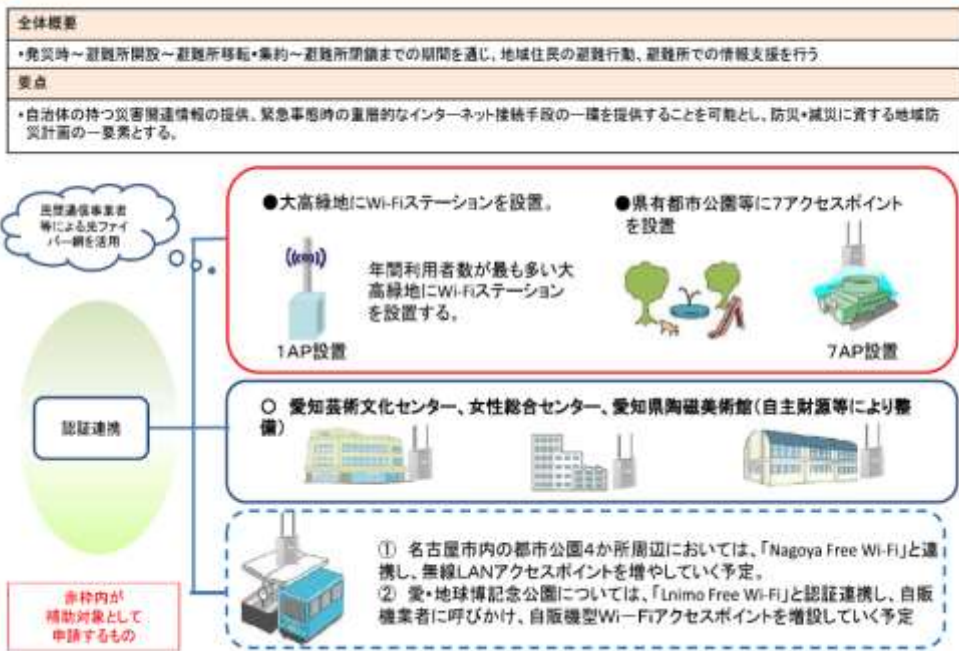 全体概要
•発災時～避難所開設～避難所移転•集約～避難所閉鎖までの期間を通じ、地域住民の避難行動、避難所での情報支援を行う
要点
•自治体の持つ災害関連情報の提供、緊急事態時の重層的なインターネット接続手段の一環を提供することを可能とし、防災•減災に資する地域防
災計画の一要素とする。
民間通信事業者
等による光ファイ
バー網を活用
●大高緑地にWi-Fiステーションを設置。
年間利用者数が最も多い大
高緑地にWi-Fiステーション
を設置する。
1AP設置
●県有都市公園等に7アクセスポイント
を設置
7AP設置
認証連携
○ 愛知芸術文化センター、女性総合センター、愛知県陶磁美術館(自主財源等により整
備)
① 名古屋市内の都市公園4か所周辺においては、「Nagoya Free Wi-Fi」と連
携し、無線LANアクセスポイントを増やしていく予定。
② 愛・地球博記念公園については、「Lnimo Free Wi-Fi」と認証連携し、自販
機業者に呼びかけ、自販機型Wi－Fiアクセスポイントを増設していく予定
赤枠内が
補助対象として
申請するもの